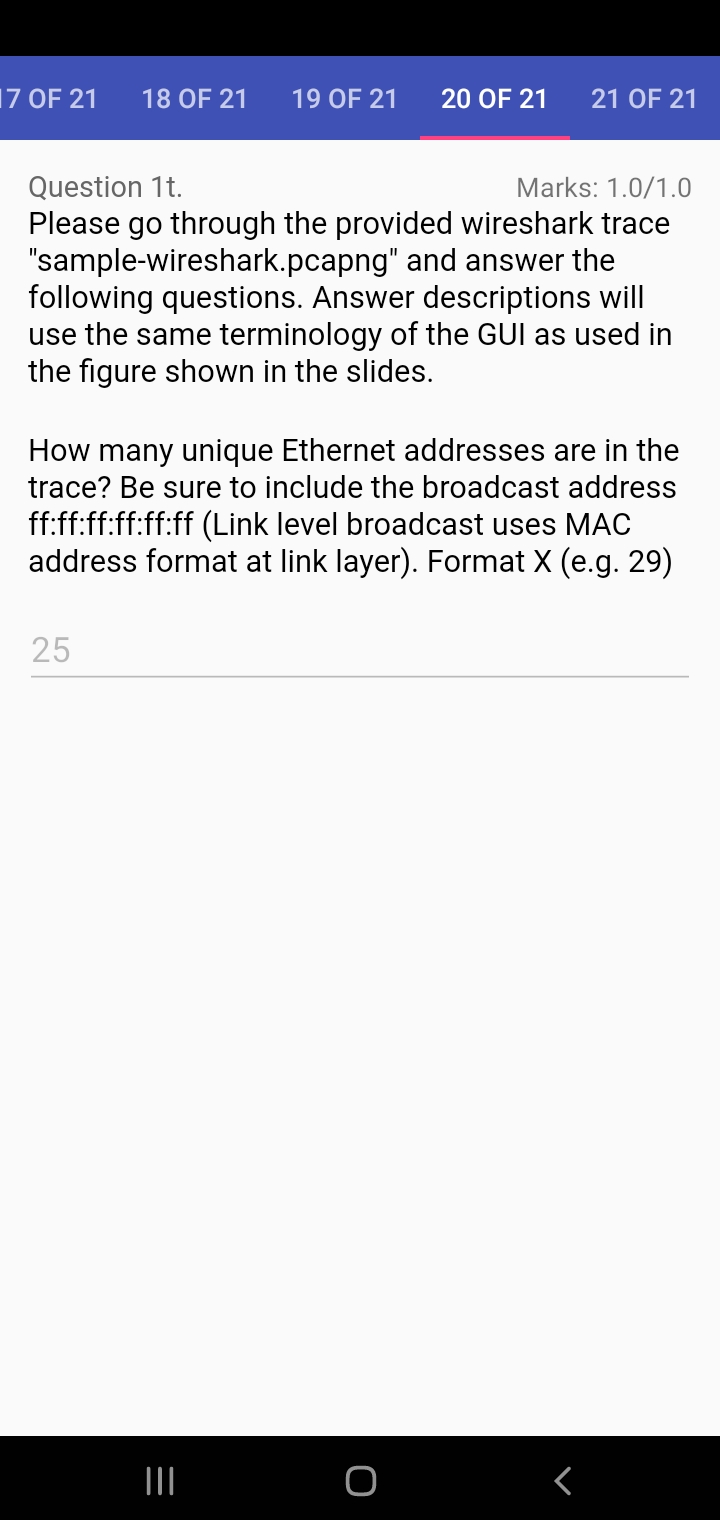 17 OF 21 18 OF 21 19 OF 21 20 OF 21 21 OF 21
Question 1t. Marks: 1.0/1.0
Please go through the provided wireshark trace
"sample-wireshark.pcapng" and answer the
following questions. Answer descriptions will
use the same terminology of the GUI as used in
the figure shown in the slides.
How many unique Ethernet addresses are in the
trace? Be sure to include the broadcast address
ff:ff:ff:ff:ff:ff (Link level broadcast uses MAC
address format at link layer). Format X (e.g. 29)
25